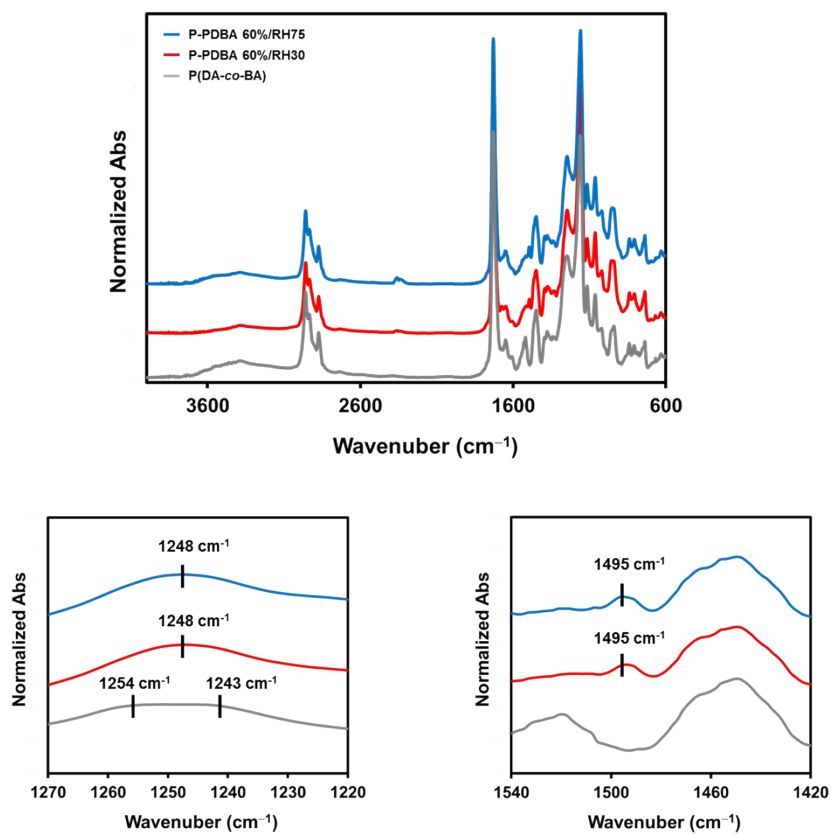 P-PDBA 60%/RH75
P-PDBA 60%/RH30
P(DA-co-BA)
Normalized Abs
3600 2600 1600 600
Wavenuber (cm⁻¹)
1248 cm⁻¹
1248 cm⁻¹
1254 cm⁻¹ 1243 cm⁻¹
Normalized Abs
1270 1260 1250 1240 1230 1220
Wavenuber (cm⁻¹)
1495 cm⁻¹
1495 cm⁻¹
Normalized Abs
1540 1500 1460 1420
Wavenuber (cm⁻¹)